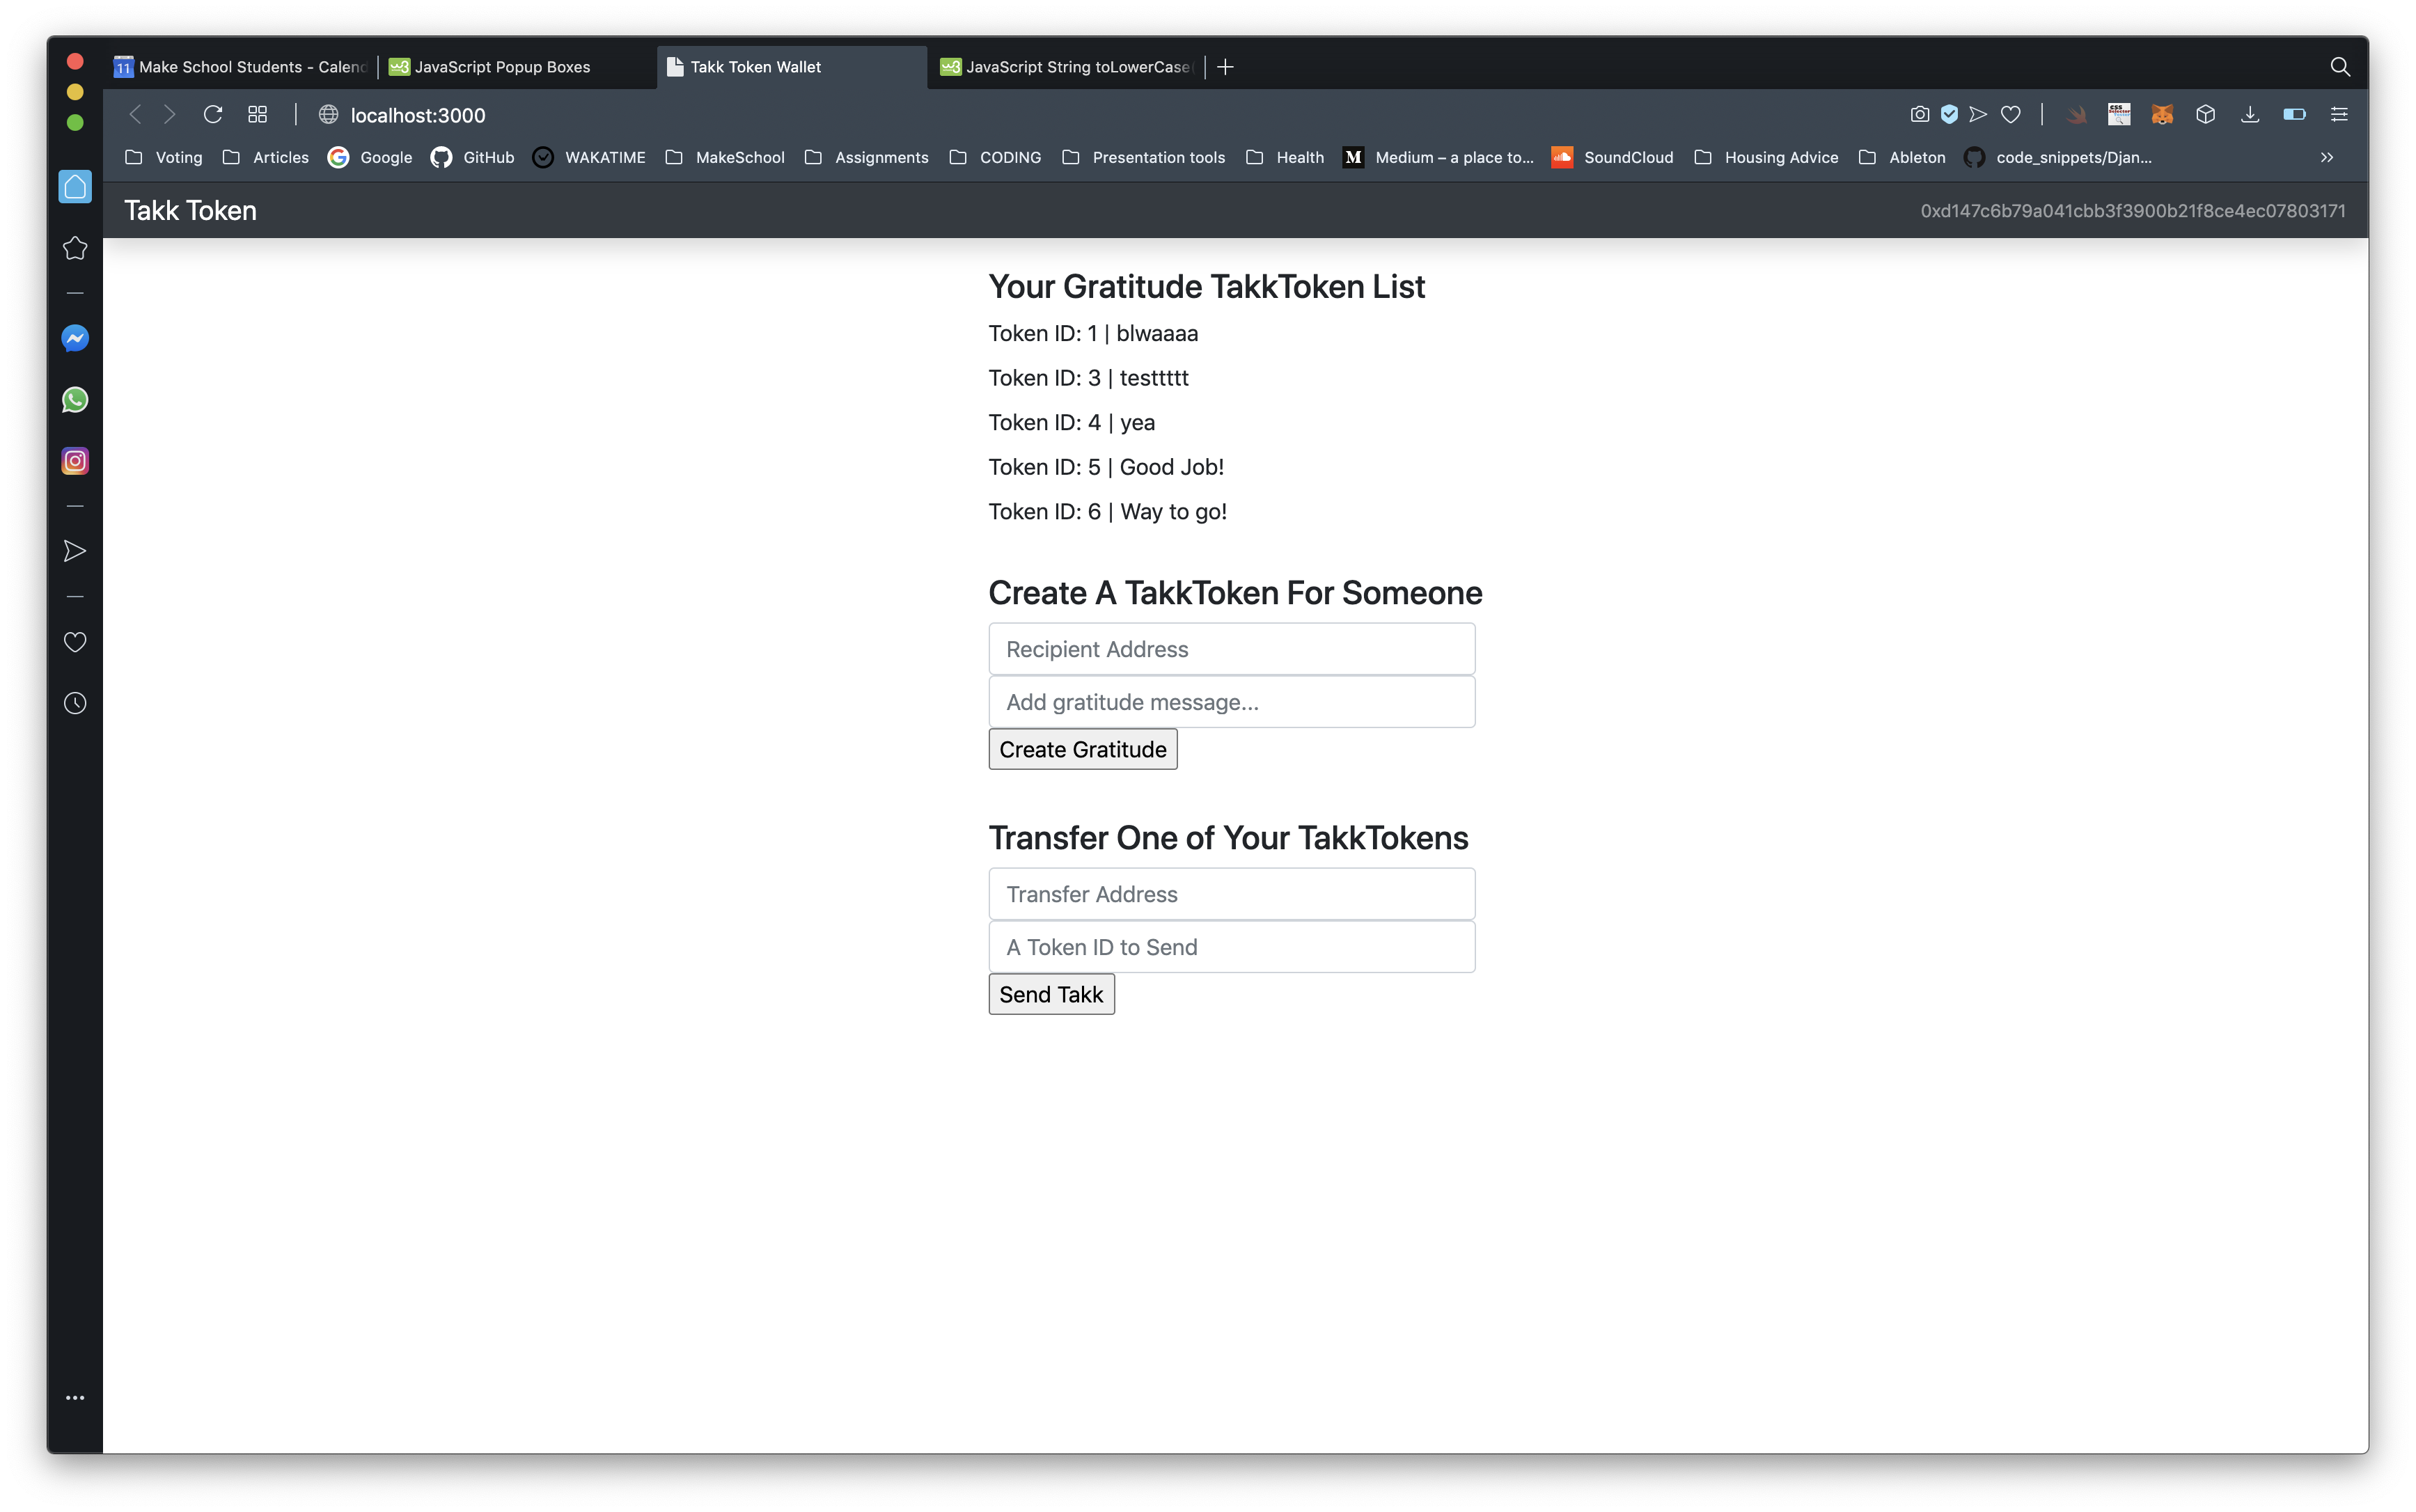 11 Make School Students - Calend
JavaScript Popup Boxes
Takk Token Wallet
JavaScript String toLowerCase(
localhost:3000
Voting Articles Google GitHub WAKATIME MakeSchool Assignments CODING Presentation tools Health M Medium – a place to... SoundCloud Housing Advice Ableton code_snippets/Djan...
Takk Token
0xd147c6b79a041cbb3f3900b21f8ce4ec07803171
Your Gratitude TakkToken List
Token ID: 1 | blwaaaa
Token ID: 3 | testtttt
Token ID: 4 | yea
Token ID: 5 | Good Job!
Token ID: 6 | Way to go!
Create A TakkToken For Someone
Recipient Address
Add gratitude message...
Create Gratitude
Transfer One of Your TakkTokens
Transfer Address
A Token ID to Send
Send Takk